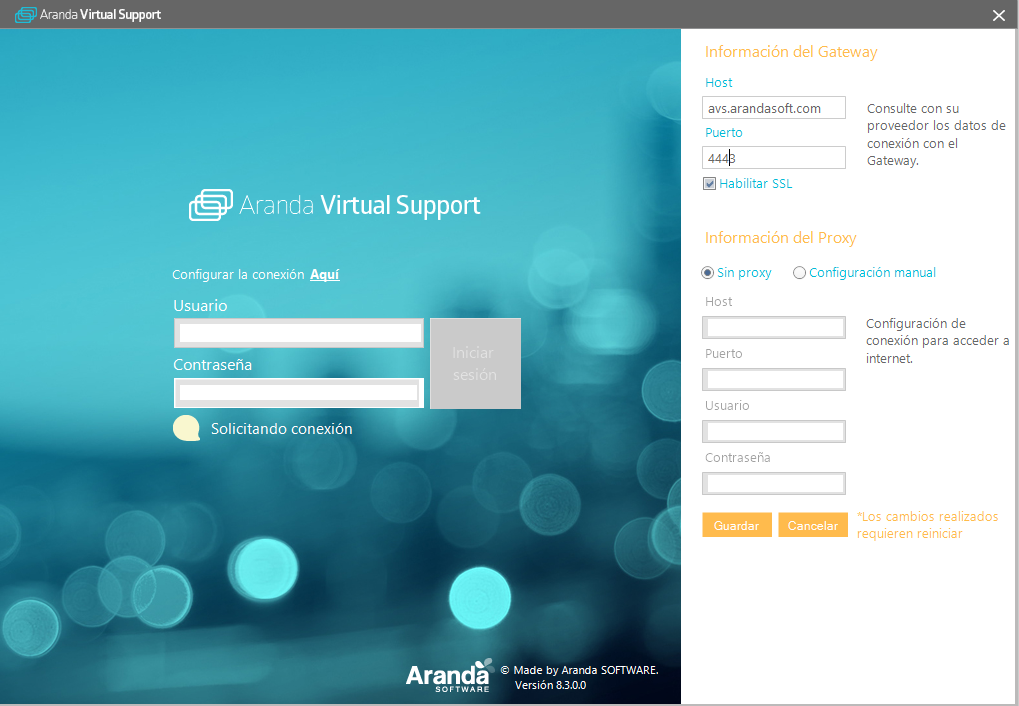 Aranda Virtual Support
Aranda Virtual Support
Configurar la conexión Aquí
Usuario
Contraseña
Iniciar
sesión
Solicitando conexión
Aranda
SOFTWARE
© Made by Aranda SOFTWARE.
Versión 8.3.0.0
Información del Gateway
Host
avs.arandasoft.com
Puerto
4443
Habilitar SSL
Consulte con su
proveedor los datos de
conexión con el
Gateway.
Información del Proxy
Sin proxy
Configuración manual
Host
Puerto
Usuario
Contraseña
Configuración de
conexión para acceder a
internet.
Guardar
Cancelar
*Los cambios realizados
requieren reiniciar